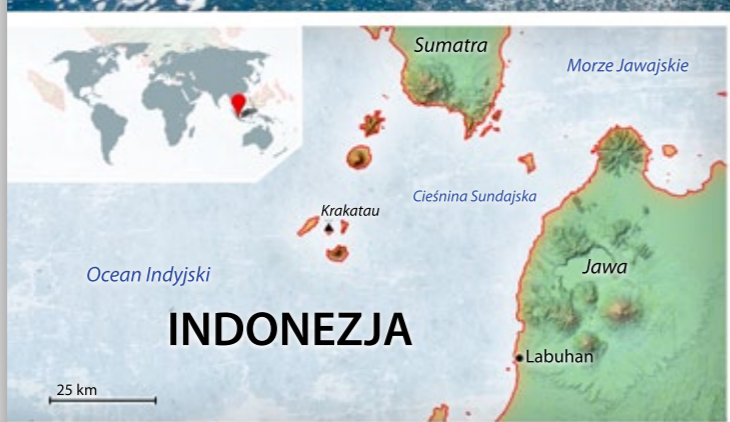 Sumatra
Morze Jawajskie
Cieśnina Sundajska
Krakatau
Jawa
Ocean Indyjski
INDONEZJA
Labuhan
25 km